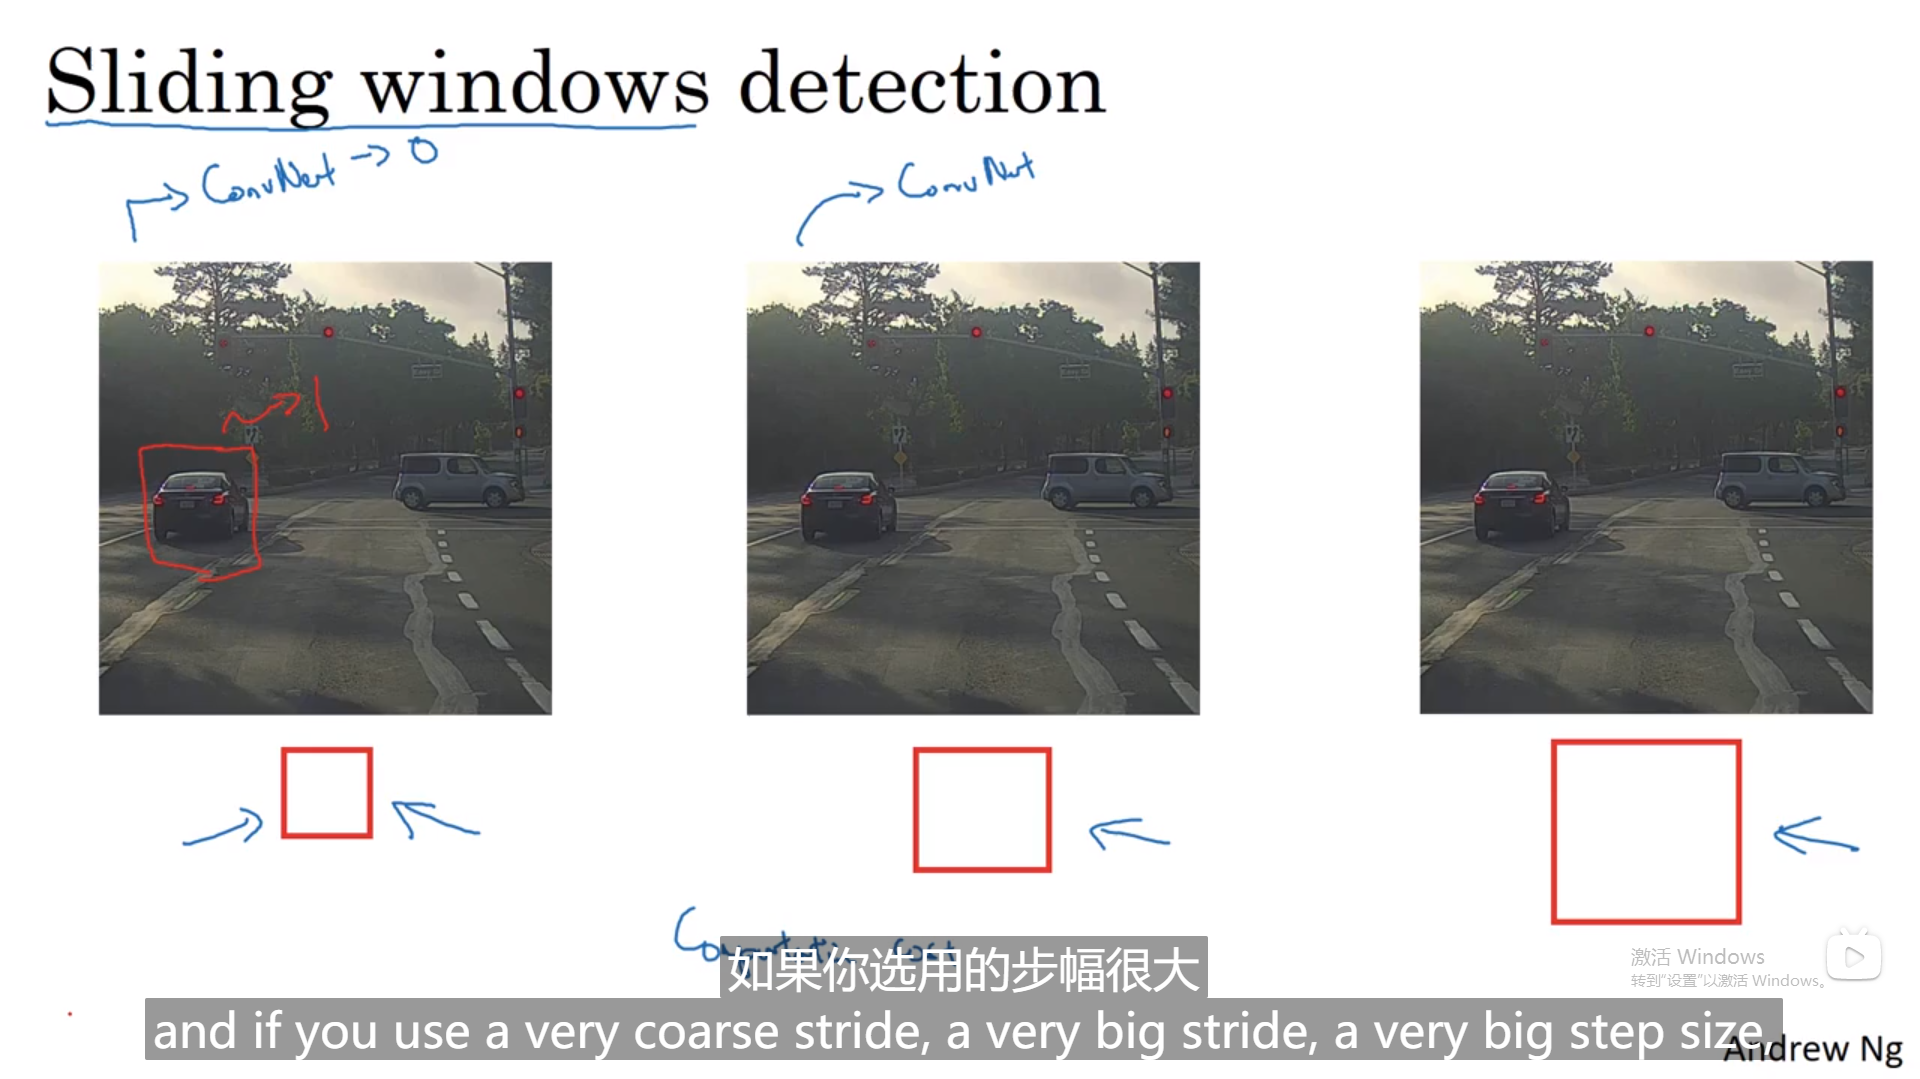 Sliding windows detection
ConvNet → 0
ConvNet
1
Computation cost
如果你选用的步幅很大
and if you use a very coarse stride, a very big stride, a very big step size,
激活 Windows
转到“设置”以激活 Windows。
Andrew Ng